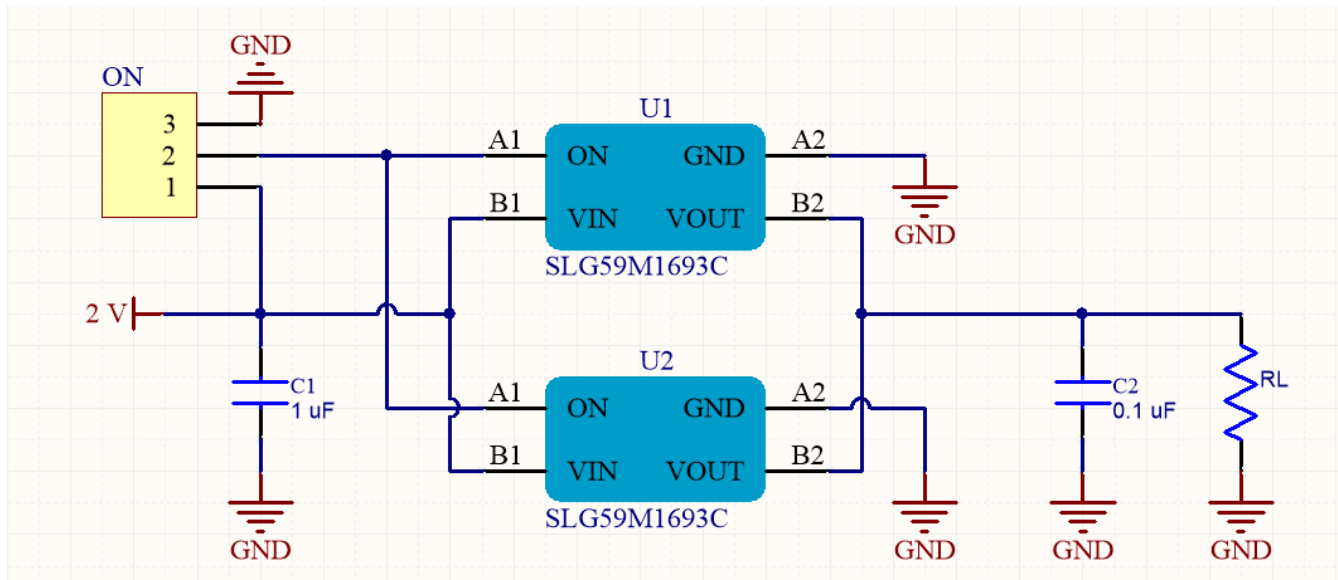 GND
ON
3
2
1
U1
A1
ON
GND
A2
B1
VIN
VOUT
B2
SLG59M1693C
GND
2 V
C1
1 uF
GND
U2
A1
ON
GND
A2
B1
VIN
VOUT
B2
SLG59M1693C
GND
C2
0.1 uF
GND
RL
GND